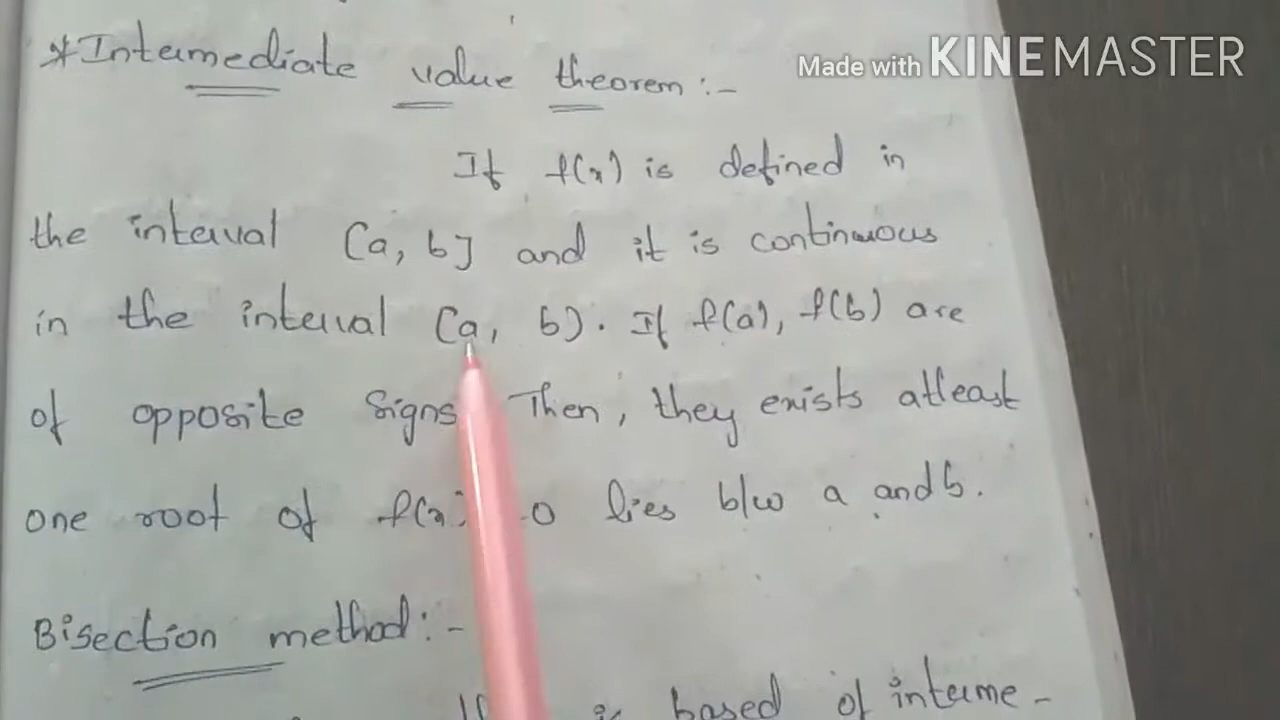 Made with KINEMASTER
*Intermediate value theorem :-
If f(x) is defined in
the interval [a, b] and it is continuous
in the interval (a, b). If f(a), f(b) are
of opposite signs Then, they exists atleast
one root of f(x) 0 lies b/w a and b.
Bisection method :-
is based of interme-